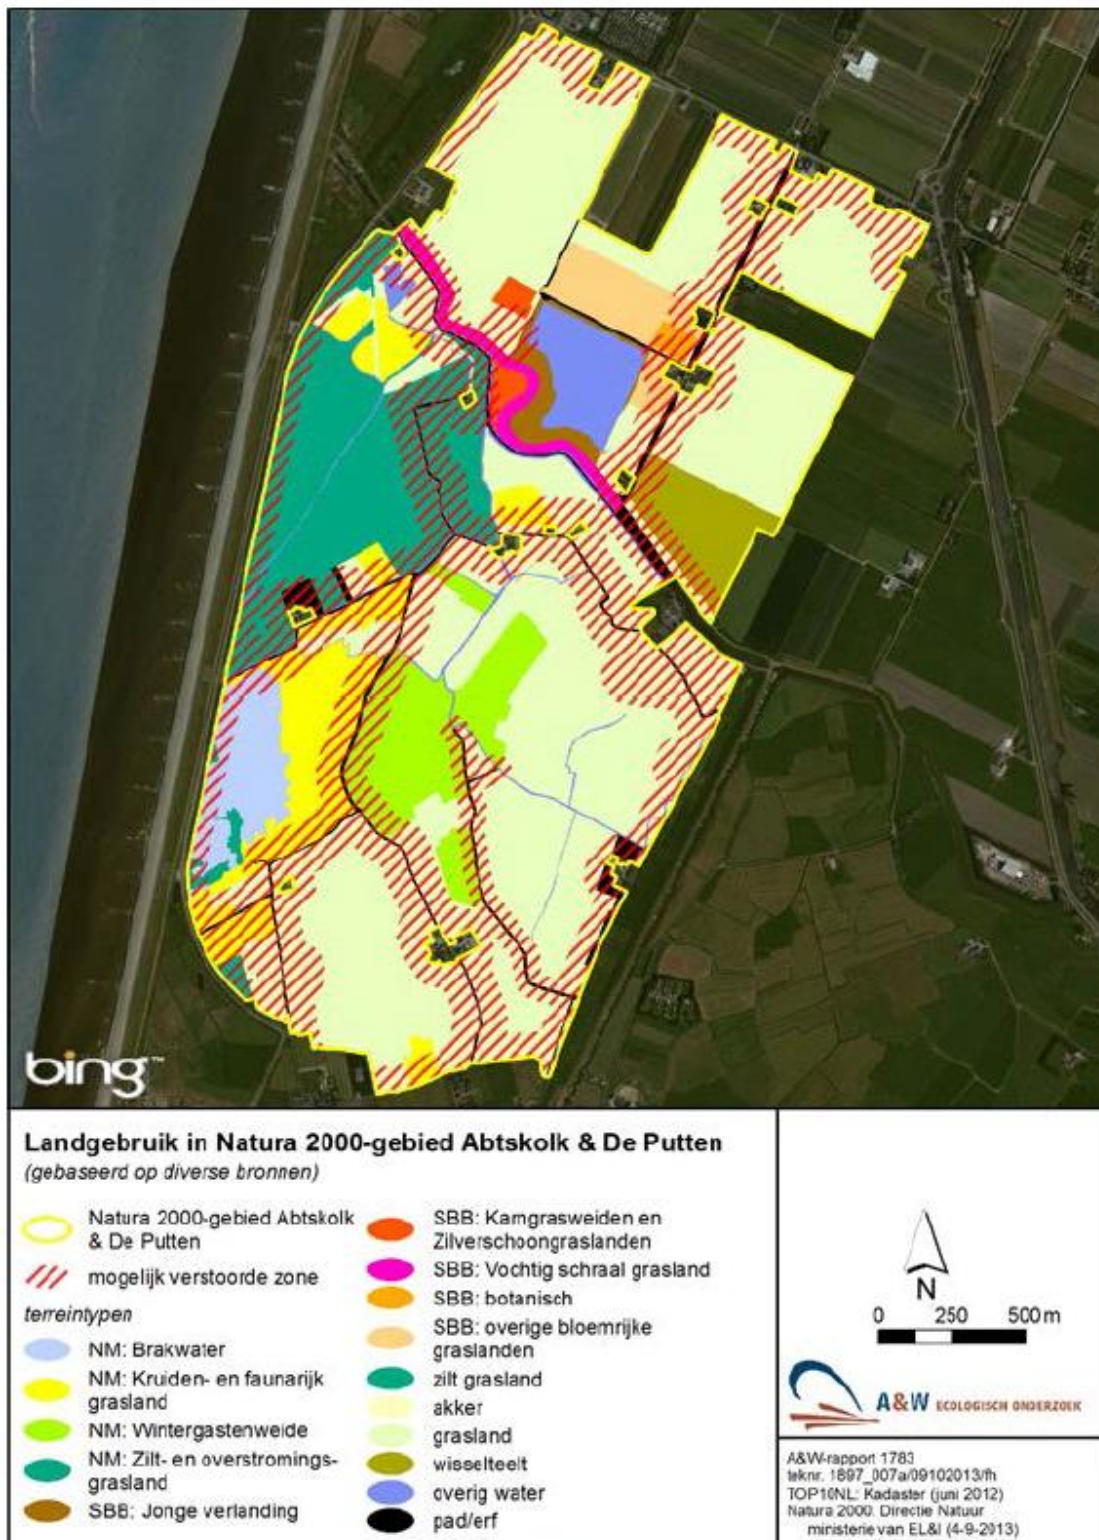 bing™
Landgebruik in Natura 2000-gebied Abtskolk & De Putten
(gebaseerd op diverse bronnen)
Natura 2000-gebied Abtskolk
& De Putten
mogelijk verstoorde zone
terreintypen
NM: Brakwater
NM: Kruiden- en faunarijk
grasland
NM: Wintergastenweide
NM: Zilt- en overstromings-
grasland
SBB: Jonge verlanding
SBB: Kamgrasweiden en
Zilverschoongraslanden
SBB: Vochtig schraal grasland
SBB: botanisch
SBB: overige bloemrijke
graslanden
zilt grasland
akker
grasland
wisselteelt
overig water
pad/erf
N
0 250 500 m
A&W ECOLOGISCH ONDERZOEK
A&W-rapport 1783
teknr. 1897_007a/09102013/fh
TOP10NL: Kadaster (juni 2012)
Natura 2000: Directie Natuur
ministerie van EL&I (4-9-2013)